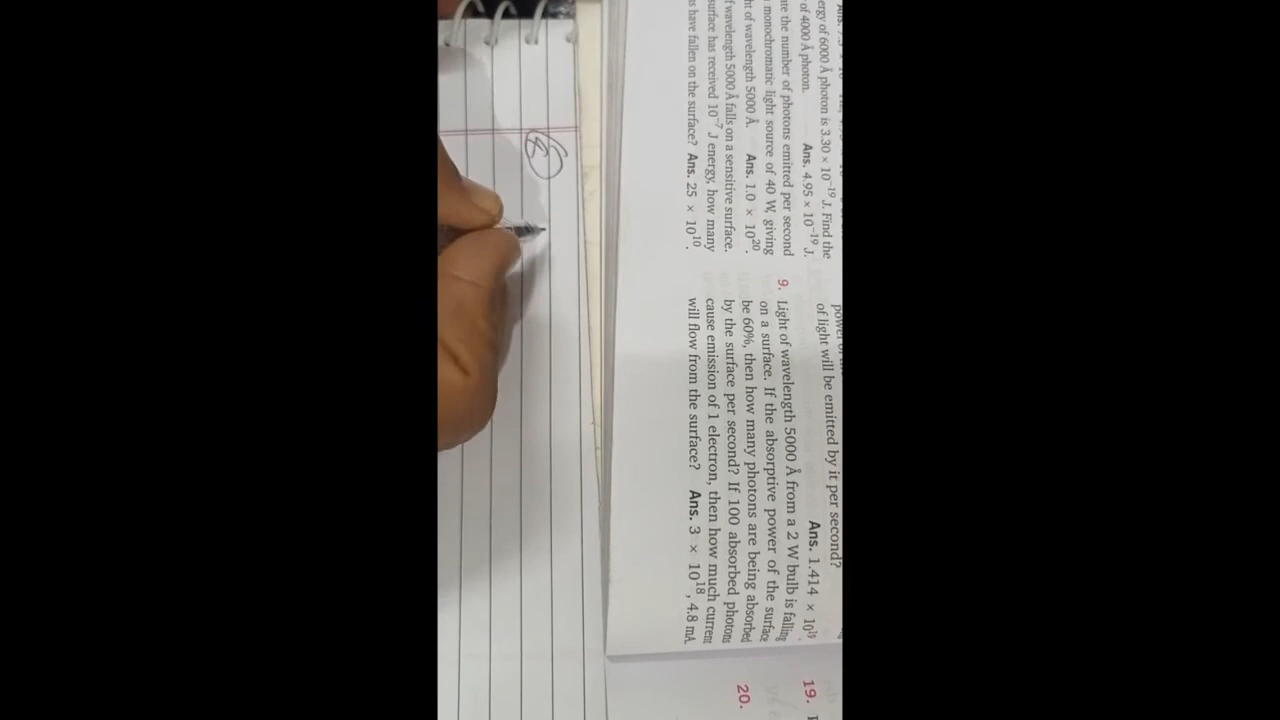 ergy of 6000 Å photon is 3.30 × 10⁻¹⁹ J. Find the
of 4000 Å photon. Ans. 4.95 × 10⁻¹⁹ J.
the number of photons emitted per second
monochromatic light source of 40 W, giving
of wavelength 5000 Å. Ans. 1.0 × 10²⁰.
wavelength 5000 Å falls on a sensitive surface.
surface has received 10⁻⁷ J energy, how many
have fallen on the surface? Ans. 25 × 10¹⁰.
of light will be emitted by it per second?
Ans. 1.414 × 10¹⁹
9. Light of wavelength 5000 Å from a 2 W bulb is falling
on a surface. If the absorptive power of the surface
be 60%, then how many photons are being absorbed
by the surface per second? If 100 absorbed photons
cause emission of 1 electron, then how much current
will flow from the surface? Ans. 3 × 10¹⁸, 4.8 mA.
19.
20.
8